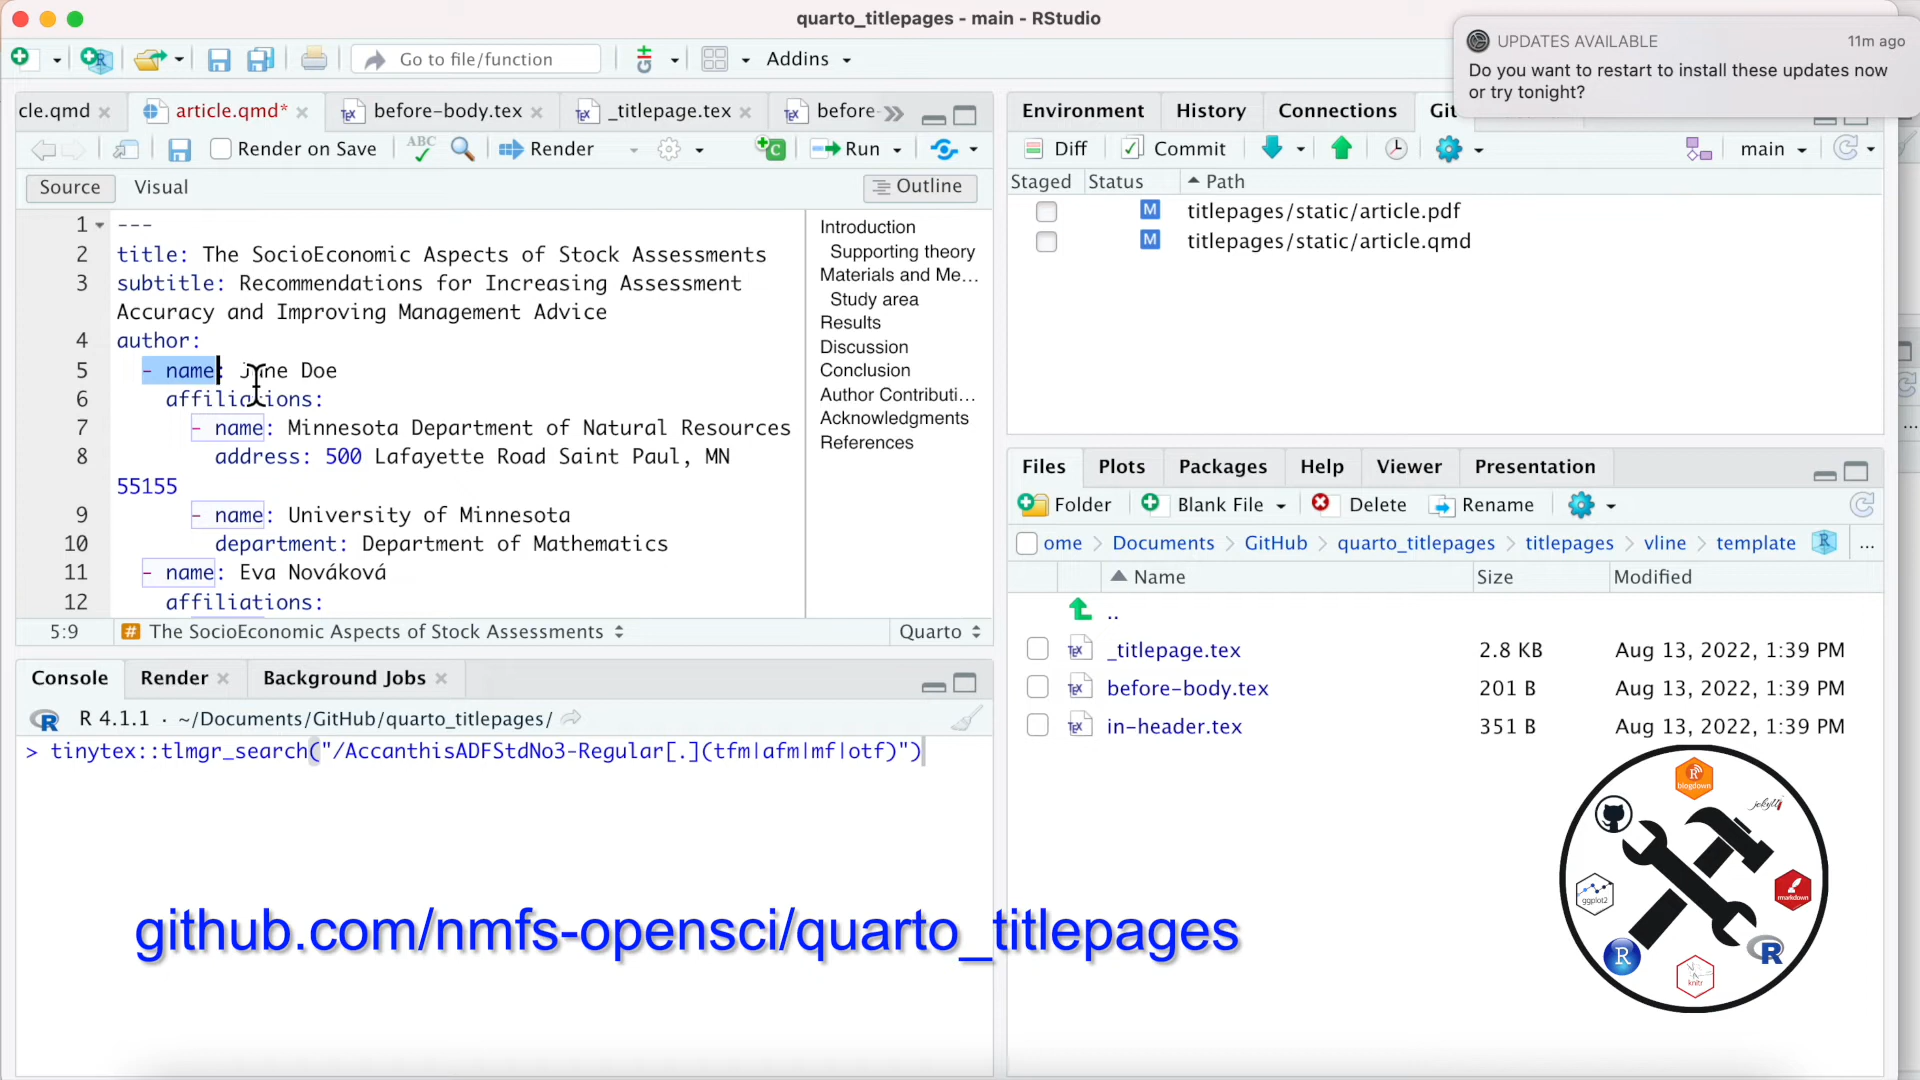 quarto_titlepages - main - RStudio
UPDATES AVAILABLE 11m ago
Do you want to restart to install these updates now
or try tonight?
Go to file/function Addins
cle.qmd article.qmd* before-body.tex _titlepage.tex before-
Render on Save ABC Render Run
Source Visual Outline
1 ---
2 title: The SocioEconomic Aspects of Stock Assessments
3 subtitle: Recommendations for Increasing Assessment
Accuracy and Improving Management Advice
4 author:
5 - name: Jane Doe
6 affiliations:
7 - name: Minnesota Department of Natural Resources
8 address: 500 Lafayette Road Saint Paul, MN
55155
9 - name: University of Minnesota
10 department: Department of Mathematics
11 - name: Eva Nováková
12 affiliations:
Introduction
Supporting theory
Materials and Me...
Study area
Results
Discussion
Conclusion
Author Contributi...
Acknowledgments
References
5:9 # The SocioEconomic Aspects of Stock Assessments Quarto
Environment History Connections Git
Diff Commit main
Staged Status Path
M titlepages/static/article.pdf
M titlepages/static/article.qmd
Console Render Background Jobs
R 4.1.1 · ~/Documents/GitHub/quarto_titlepages/
> tinytex::tlmgr_search("/AccanthisADFStdNo3-Regular[.](tfm|afm|mf|otf)")
Files Plots Packages Help Viewer Presentation
Folder Blank File Delete Rename
ome > Documents > GitHub > quarto_titlepages > titlepages > vline > template ...
Name Size Modified
..
_titlepage.tex 2.8 KB Aug 13, 2022, 1:39 PM
before-body.tex 201 B Aug 13, 2022, 1:39 PM
in-header.tex 351 B Aug 13, 2022, 1:39 PM
github.com/nmfs-opensci/quarto_titlepages
R
blogdown
jekyll
ggplot2
rmarkdown
R
R
knitr